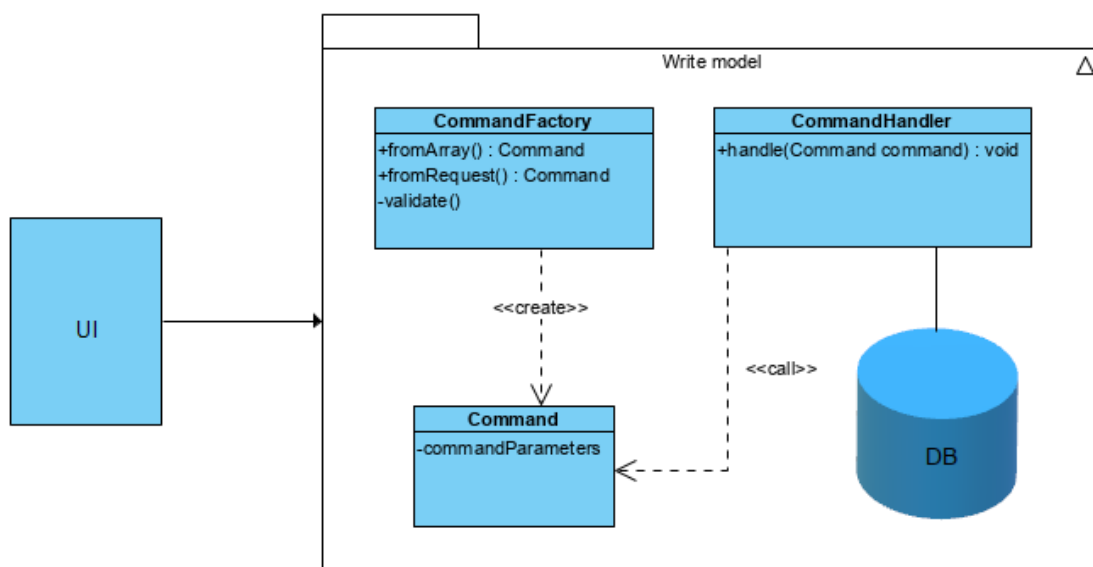 Write model
CommandFactory
+fromArray() : Command
+fromRequest() : Command
-validate()
CommandHandler
+handle(Command command) : void
UI
<<create>>
<<call>>
Command
-commandParameters
DB